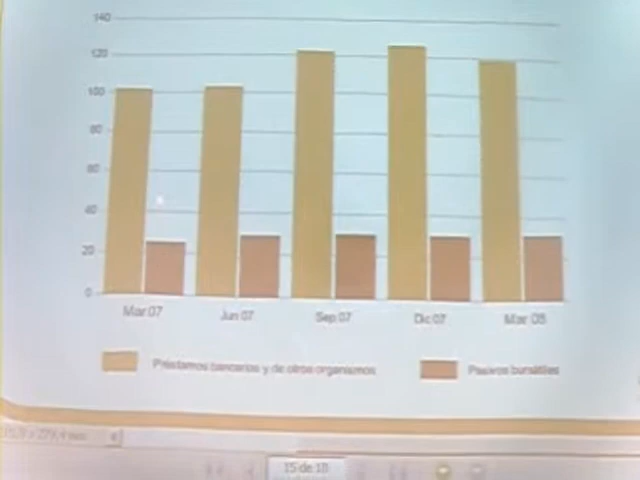 140
120
100
80
60
40
20
0
Mar 07 Jun 07 Sep 07 Dic 07 Mar 08
Préstamos bancarios y de otros organismos Pasivos bursátiles
15 de 18